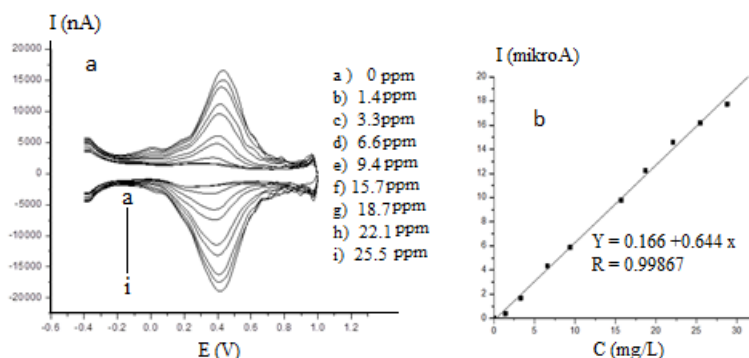 I (nA)
20000
15000
10000
5000
0
-5000
-10000
-15000
-20000
a
a
i
-0.6 -0.4 -0.2 0.0 0.2 0.4 0.6 0.8 1.0 1.2
E (V)
a ) 0 ppm
b) 1.4 ppm
c) 3.3 ppm
d) 6.6 ppm
e) 9.4 ppm
f) 15.7 ppm
g) 18.7 ppm
h) 22.1 ppm
i) 25.5 ppm
I (mikroA)
20
18
16
14
12
10
8
6
4
2
0
b
Y = 0.166 +0.644 x
R = 0.99867
0 5 10 15 20 25 30
C (mg/L)